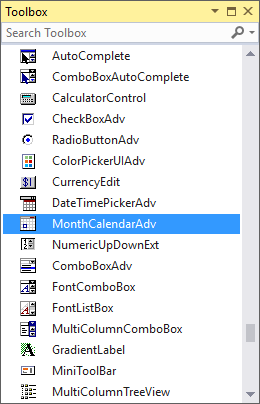 Toolbox
Search Toolbox
AutoComplete
ComboBoxAutoComplete
CalculatorControl
CheckBoxAdv
RadioButtonAdv
ColorPickerUIAdv
CurrencyEdit
DateTimePickerAdv
MonthCalendarAdv
NumericUpDownExt
ComboBoxAdv
FontComboBox
FontListBox
MultiColumnComboBox
GradientLabel
MiniToolBar
MultiColumnTreeView